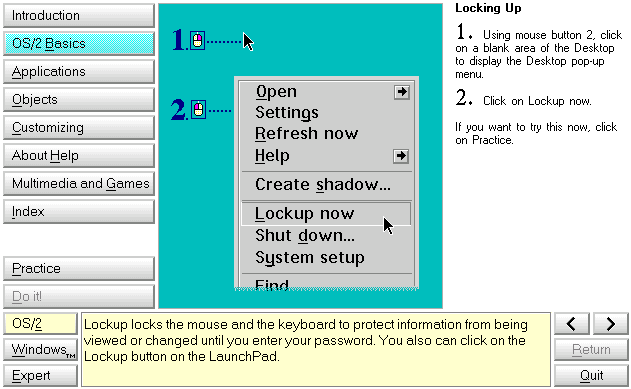 Introduction
OS/2 Basics
Applications
Objects
Customizing
About Help
Multimedia and Games
Index
Practice
Do it!
OS/2
Windows™
Expert
1.
2.
Open
Settings
Refresh now
Help
Create shadow...
Lockup now
Shut down...
System setup
Find
Locking Up
1. Using mouse button 2, click
on a blank area of the Desktop
to display the Desktop pop-up
menu.
2. Click on Lockup now.
If you want to try this now, click
on Practice.
Lockup locks the mouse and the keyboard to protect information from being
viewed or changed until you enter your password. You also can click on the
Lockup button on the LaunchPad.
Return
Quit